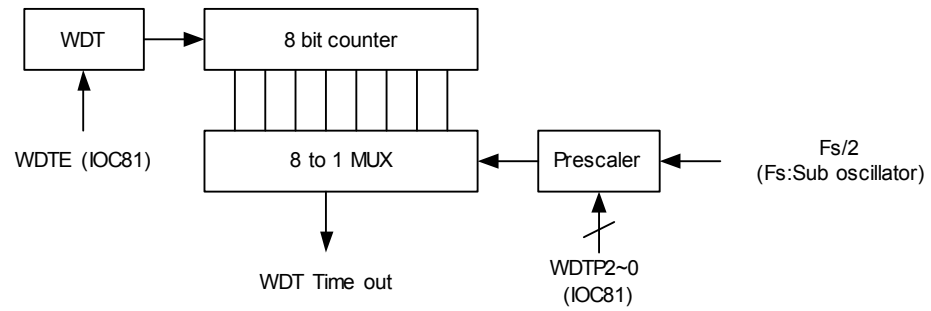 WDT
8 bit counter
WDTE (IOC81)
8 to 1 MUX
Prescaler
Fs/2
(Fs:Sub oscillator)
WDT Time out
WDTP2~0
(IOC81)